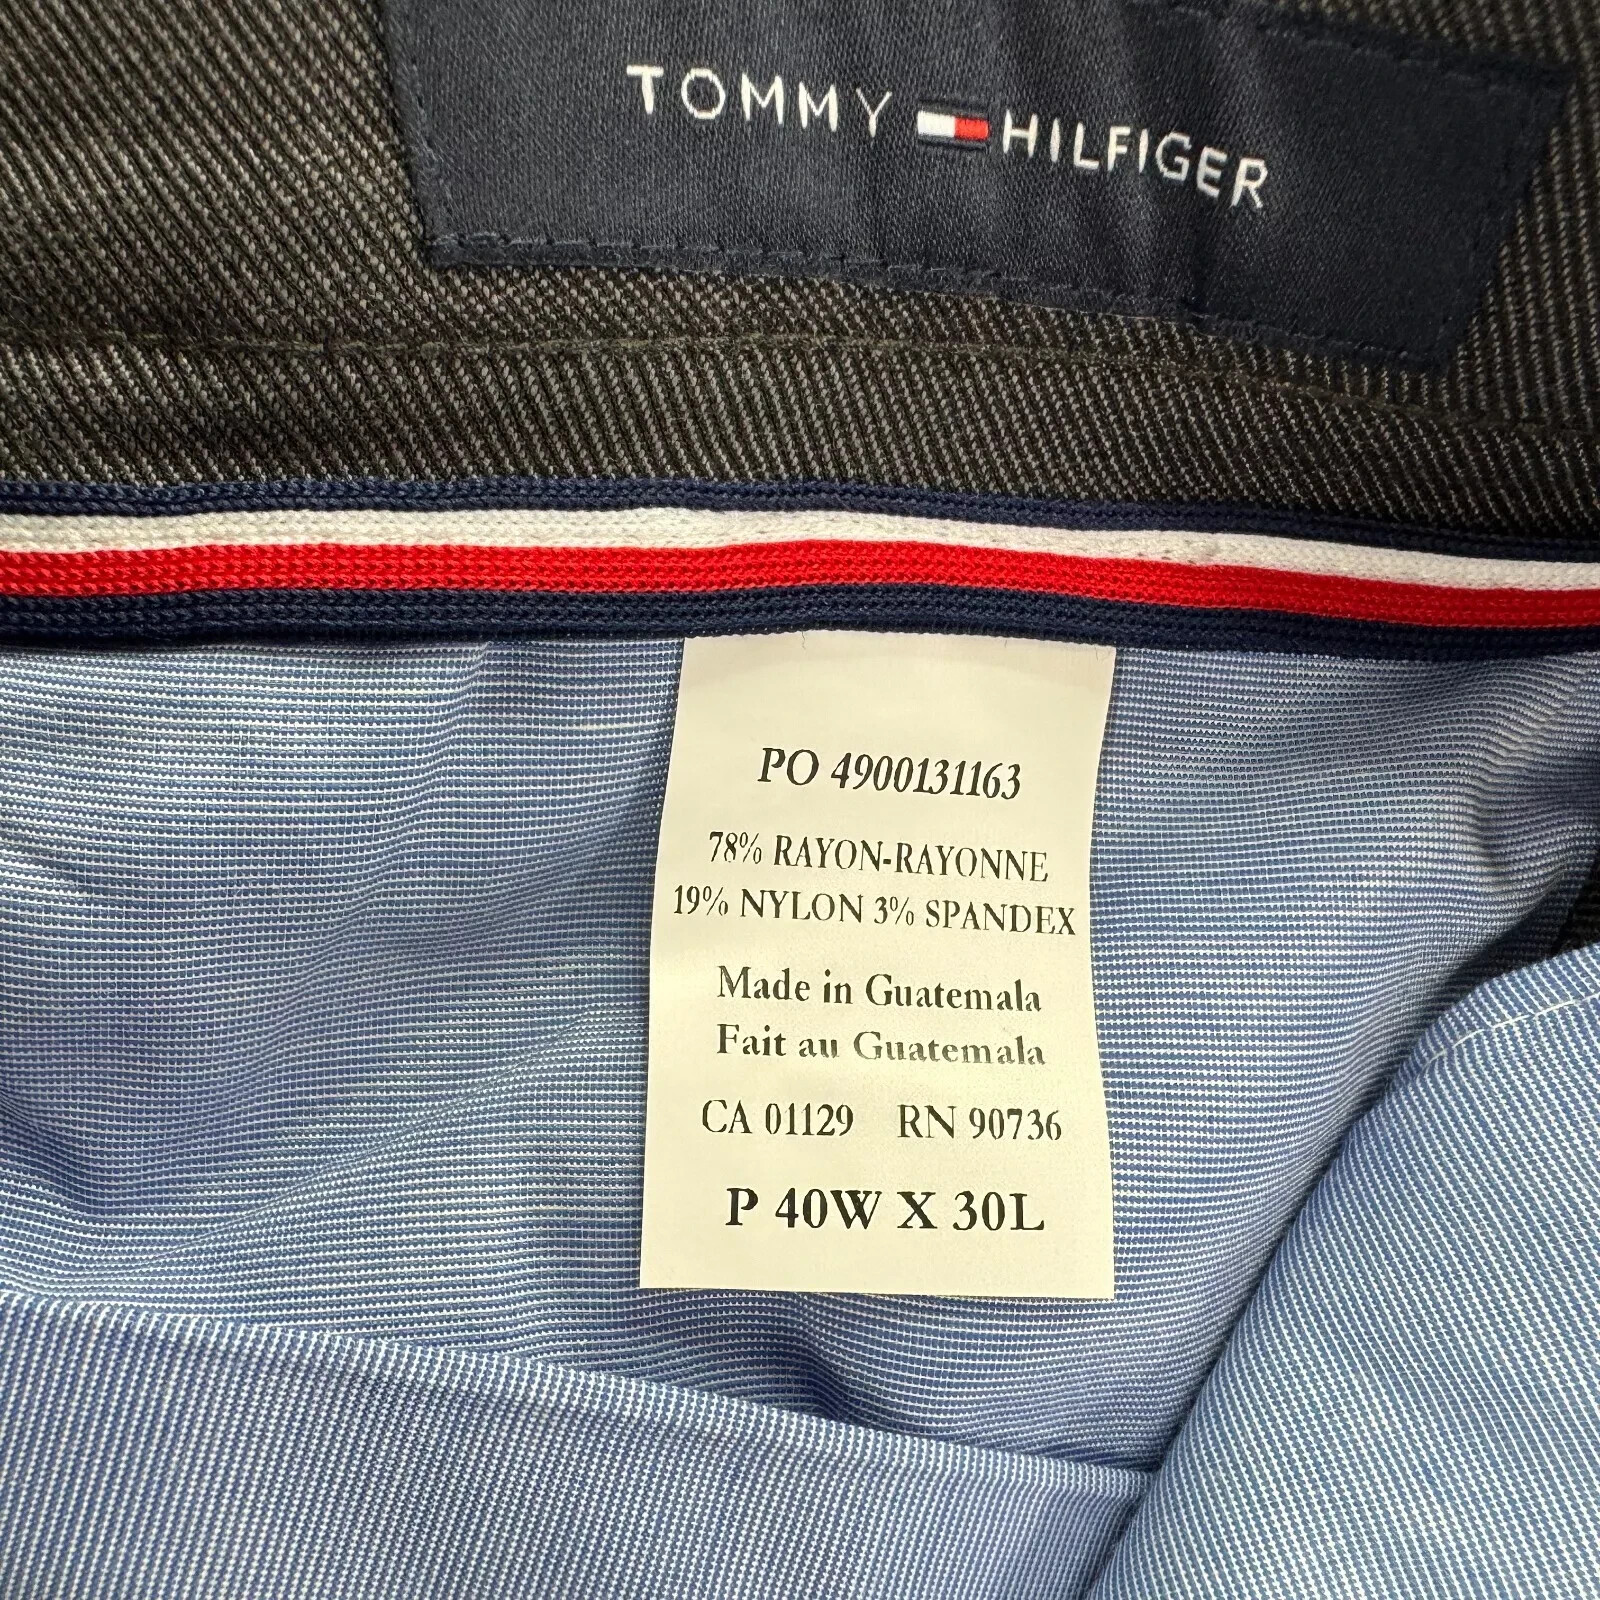 TOMMY HILFIGER
PO 4900131163
78% RAYON-RAYONNE
19% NYLON 3% SPANDEX
Made in Guatemala
Fait au Guatemala
CA 01129 RN 90736
P 40W X 30L